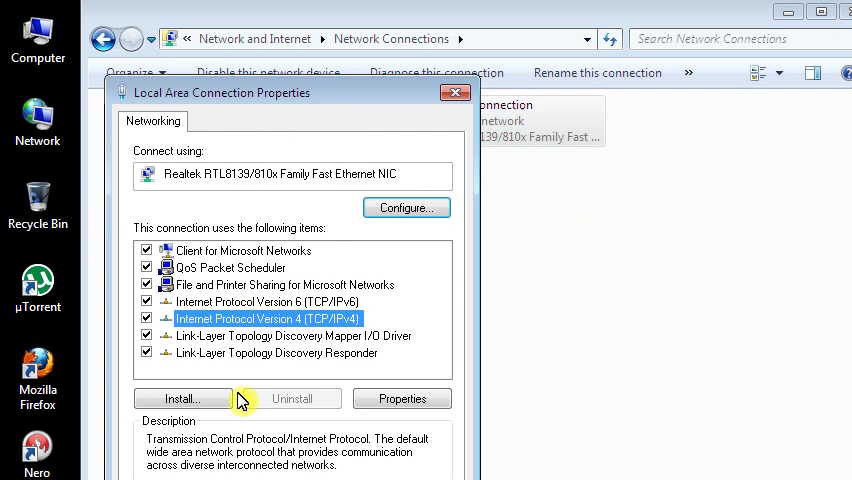 Computer
Network
Recycle Bin
µTorrent
Mozilla
Firefox
Nero
Network and Internet
Network Connections
Search Network Connections
Organize
Disable this network device
Diagnose this connection
Rename this connection
»
onnection
network
139/810x Family Fast ...
Local Area Connection Properties
Networking
Connect using:
Realtek RTL8139/810x Family Fast Ethernet NIC
Configure...
This connection uses the following items:
Client for Microsoft Networks
QoS Packet Scheduler
File and Printer Sharing for Microsoft Networks
Internet Protocol Version 6 (TCP/IPv6)
Internet Protocol Version 4 (TCP/IPv4)
Link-Layer Topology Discovery Mapper I/O Driver
Link-Layer Topology Discovery Responder
Install...
Uninstall
Properties
Description
Transmission Control Protocol/Internet Protocol. The default
wide area network protocol that provides communication
across diverse interconnected networks.